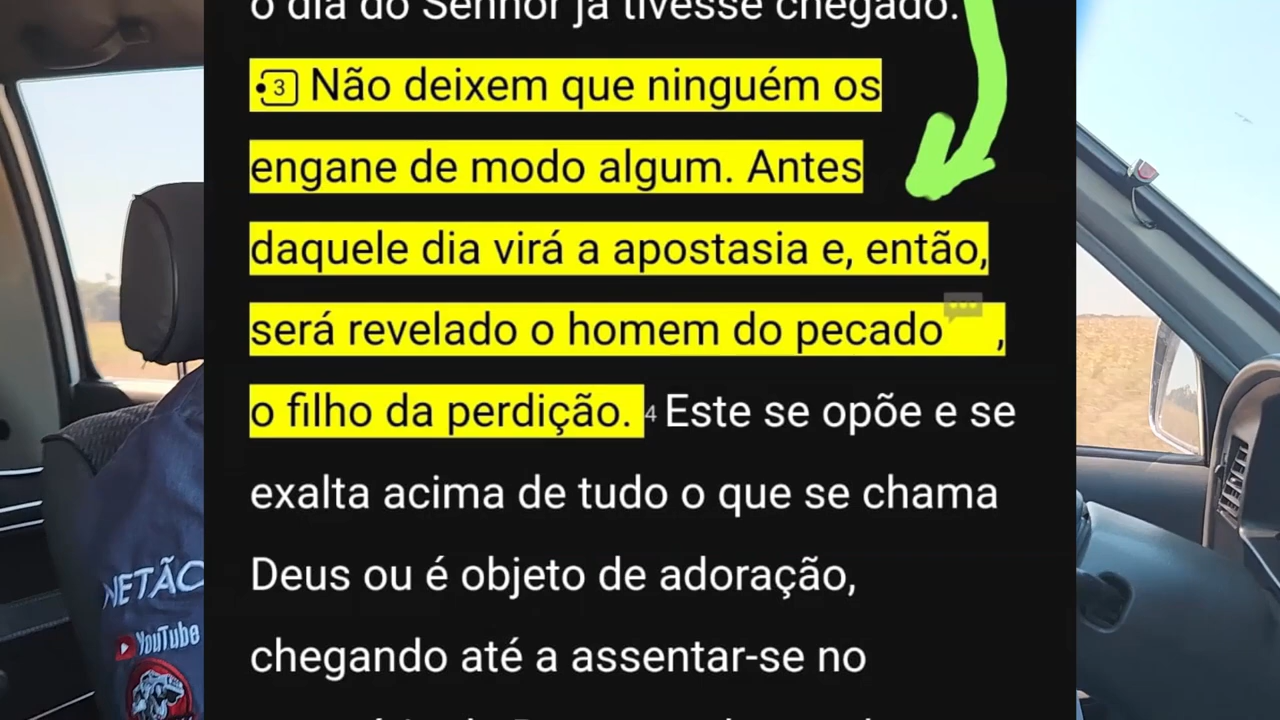 o dia do Senhor já tivesse chegado.
3 Não deixem que ninguém os
engane de modo algum. Antes
daquele dia virá a apostasia e, então,
será revelado o homem do pecado ,
o filho da perdição. 4 Este se opõe e se
exalta acima de tudo o que se chama
Deus ou é objeto de adoração,
chegando até a assentar-se no
NETÃO
YouTube